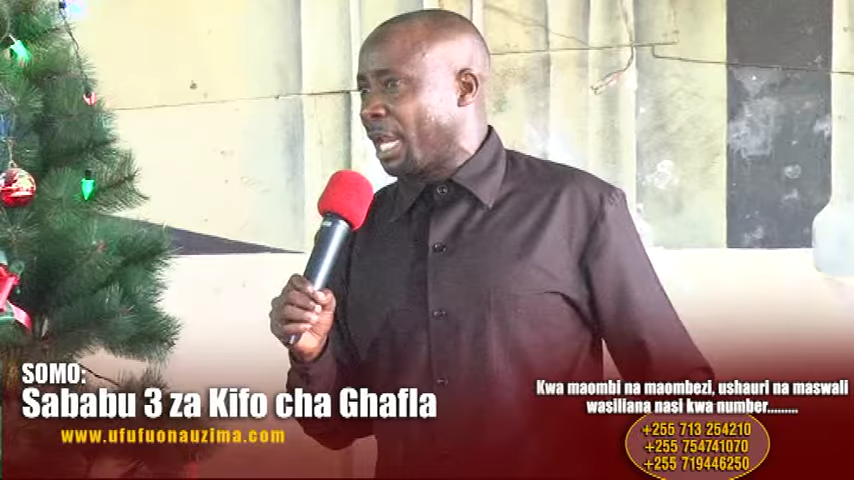 SOMO:
Sababu 3 za Kifo cha Ghafla
www.ufufuonauzima.com
Kwa maombi na maombezi, ushauri na maswali
wasiliana nasi kwa number.........
+255 713 254210
+255 754741070
+255 719446250